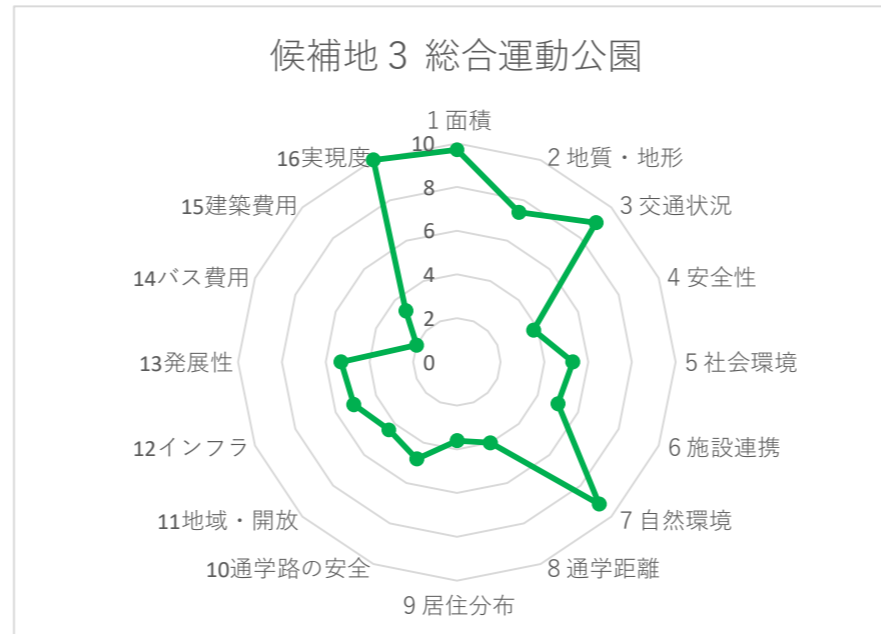 候補地３ 総合運動公園
1 面積
2 地質・地形
3 交通状況
4 安全性
5 社会環境
6 施設連携
7 自然環境
8 通学距離
9 居住分布
10通学路の安全
11地域・開放
12インフラ
13発展性
14バス費用
15建築費用
16実現度
10
8
6
4
2
0